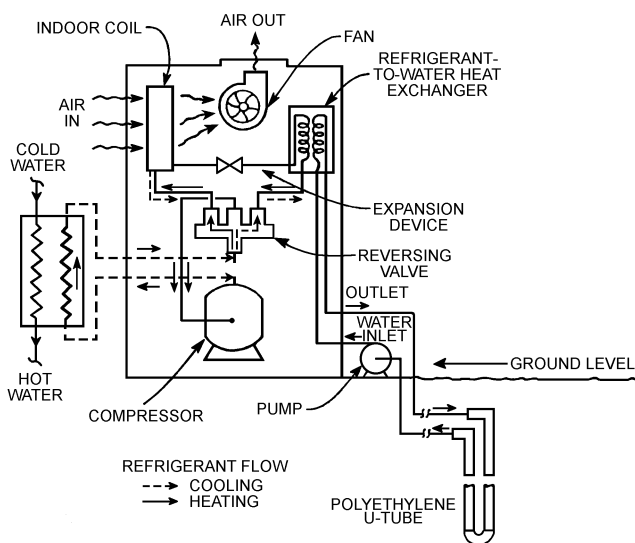 AIR OUT
INDOOR COIL
FAN
REFRIGERANT-
TO-WATER HEAT
EXCHANGER
AIR
IN
COLD
WATER
EXPANSION
DEVICE
REVERSING
VALVE
OUTLET
WATER
INLET
GROUND LEVEL
HOT
WATER
COMPRESSOR
PUMP
REFRIGERANT FLOW
COOLING
HEATING
POLYETHYLENE
U-TUBE